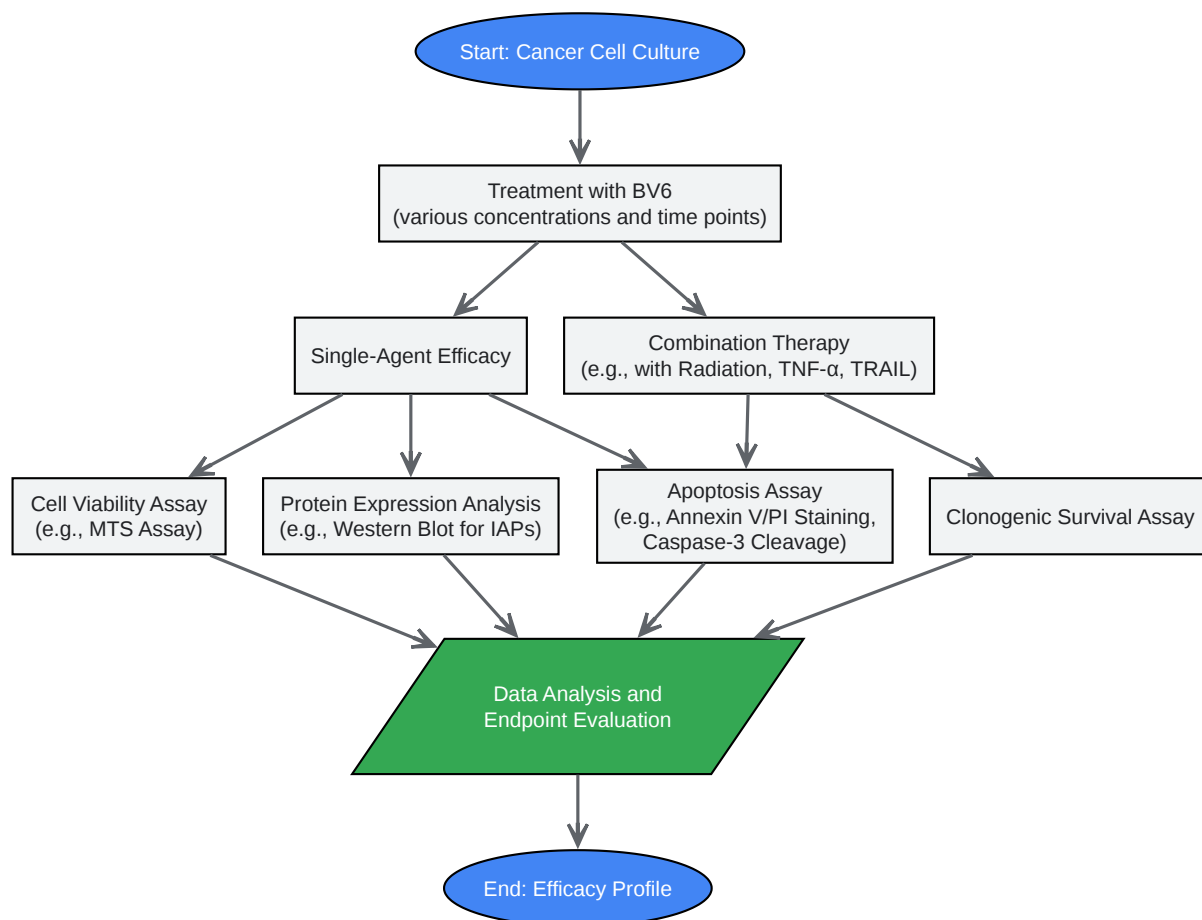 Start: Cancer Cell Culture
Treatment with BV6
(various concentrations and time points)
Single-Agent Efficacy
Combination Therapy
(e.g., with Radiation, TNF-α, TRAIL)
Cell Viability Assay
(e.g., MTS Assay)
Protein Expression Analysis
(e.g., Western Blot for IAPs)
Apoptosis Assay
(e.g., Annexin V/PI Staining,
Caspase-3 Cleavage)
Clonogenic Survival Assay
Data Analysis and
Endpoint Evaluation
End: Efficacy Profile